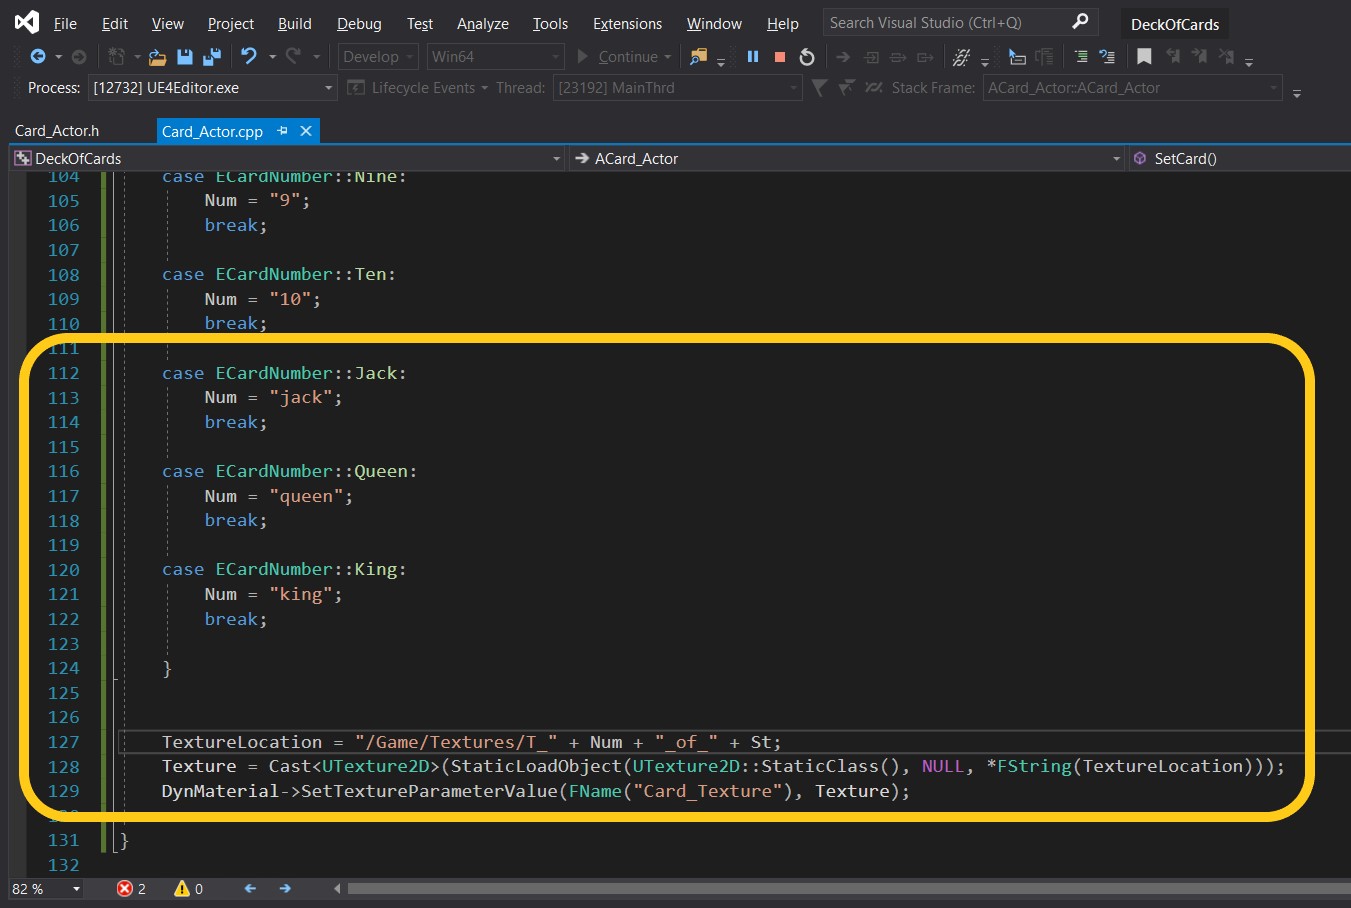 File Edit View Project Build Debug Test Analyze Tools Extensions Window Help Search Visual Studio (Ctrl+Q) DeckOfCards
Develop Win64 Continue
Process: [12732] UE4Editor.exe Lifecycle Events Thread: [23192] MainThrd Stack Frame: ACard_Actor::ACard_Actor
Card_Actor.h Card_Actor.cpp
DeckOfCards ACard_Actor SetCard()
104 case ECardNumber::Nine:
105 Num = "9";
106 break;
107
108 case ECardNumber::Ten:
109 Num = "10";
110 break;
111
112 case ECardNumber::Jack:
113 Num = "jack";
114 break;
115
116 case ECardNumber::Queen:
117 Num = "queen";
118 break;
119
120 case ECardNumber::King:
121 Num = "king";
122 break;
123
124 }
125
126
127 TextureLocation = "/Game/Textures/T_" + Num + "_of_" + St;
128 Texture = Cast<UTexture2D>(StaticLoadObject(UTexture2D::StaticClass(), NULL, *FString(TextureLocation)));
129 DynMaterial->SetTextureParameterValue(FName("Card_Texture"), Texture);
131 }
132
82 % 2 0